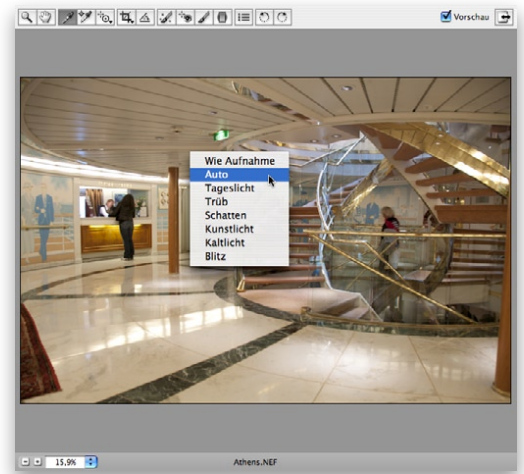 Vorschau
Wie Aufnahme
Auto
Tageslicht
Trüb
Schatten
Kunstlicht
Kaltlicht
Blitz
15,9%
Athens.NEF